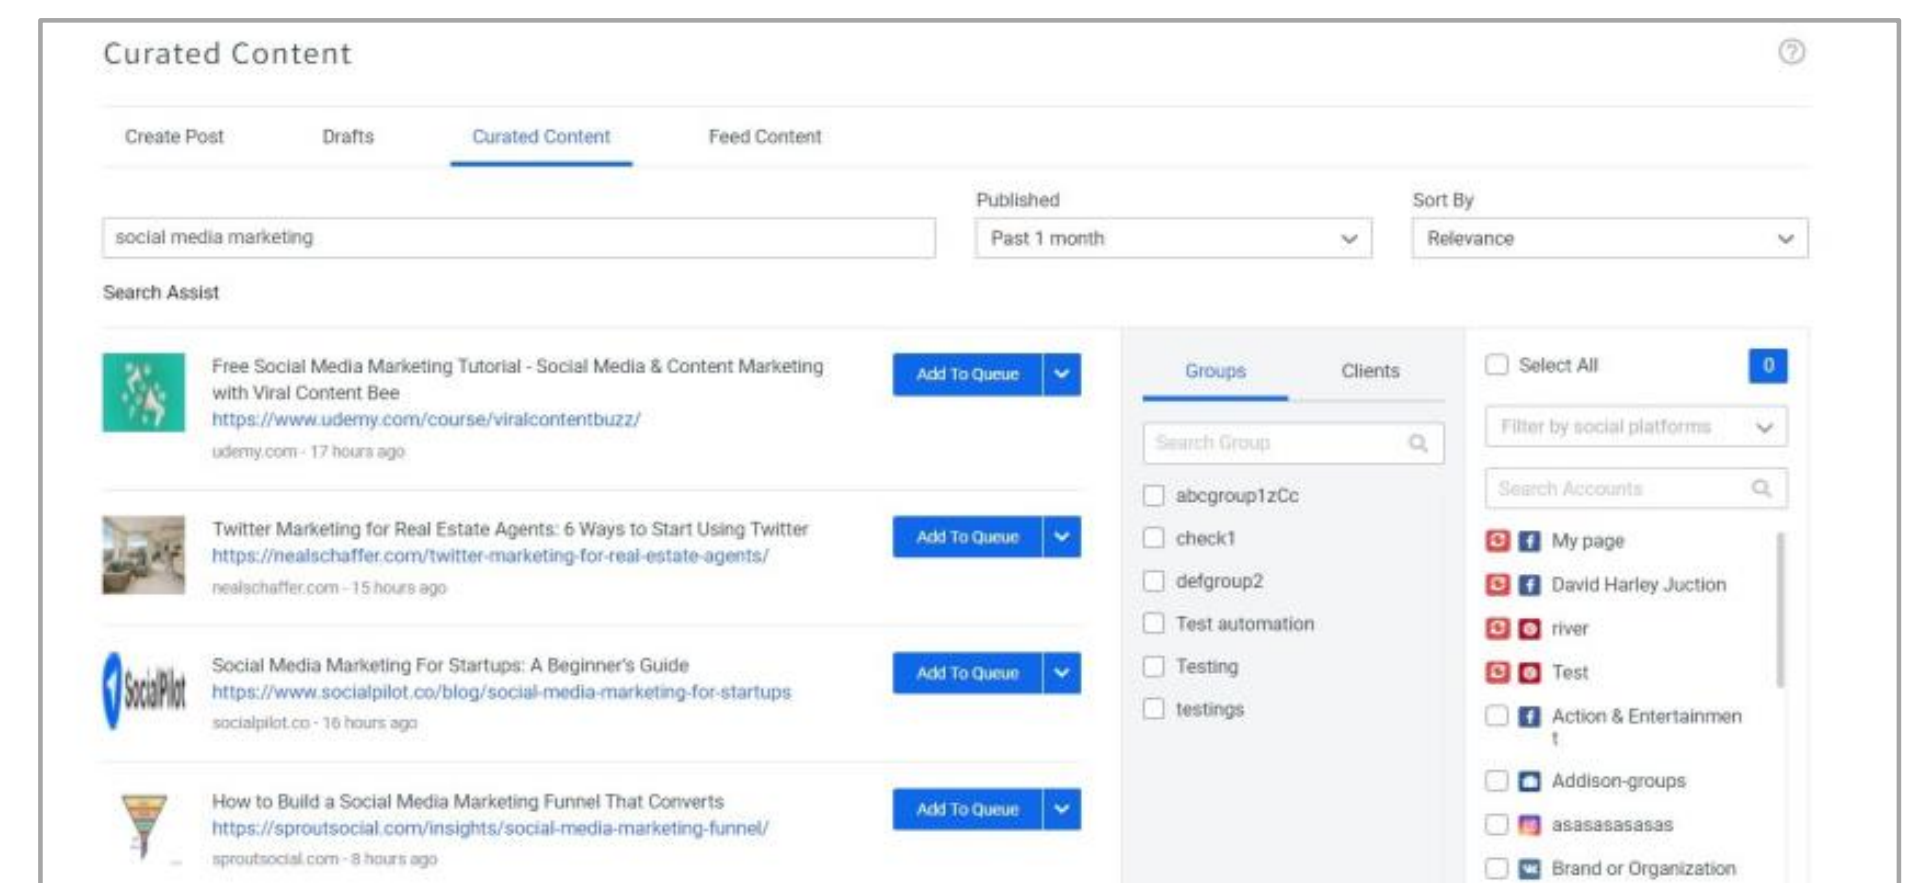 Curated Content
Create Post Drafts Curated Content Feed Content
Published Sort By
social media marketing Past 1 month Relevance
Search Assist
Free Social Media Marketing Tutorial - Social Media & Content Marketing
with Viral Content Bee
https://www.udemy.com/course/viralcontentbuzz/
udemy.com - 17 hours ago
Add To Queue
Twitter Marketing for Real Estate Agents: 6 Ways to Start Using Twitter
https://nealschaffer.com/twitter-marketing-for-real-estate-agents/
nealschaffer.com - 15 hours ago
Add To Queue
SocialPilot
Social Media Marketing For Startups: A Beginner's Guide
https://www.socialpilot.co/blog/social-media-marketing-for-startups
socialpilot.co - 16 hours ago
Add To Queue
How to Build a Social Media Marketing Funnel That Converts
https://sproutsocial.com/insights/social-media-marketing-funnel/
sproutsocial.com - 8 hours ago
Add To Queue
Groups Clients
Search Group
abcgroup1zCc
check1
defgroup2
Test automation
Testing
testings
Select All 0
Filter by social platforms
Search Accounts
My page
David Harley Juction
river
Test
Action & Entertainmen
t
Addison-groups
asasasasasas
Brand or Organization